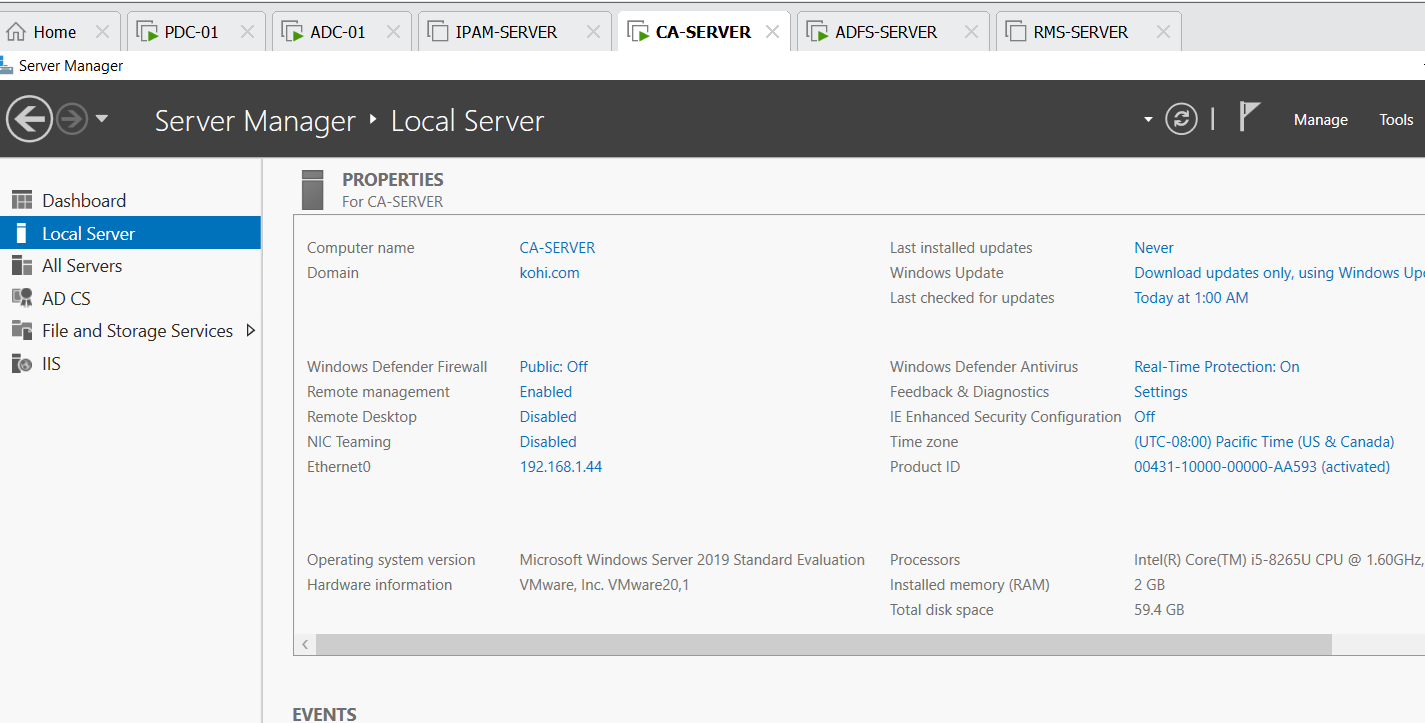 Home PDC-01 ADC-01 IPAM-SERVER CA-SERVER ADFS-SERVER RMS-SERVER
Server Manager
Server Manager Local Server
Manage Tools
Dashboard
Local Server
All Servers
AD CS
File and Storage Services
IIS
PROPERTIES
For CA-SERVER
Computer name CA-SERVER Last installed updates Never
Domain kohi.com Windows Update Download updates only, using Windows Up
Last checked for updates Today at 1:00 AM
Windows Defender Firewall Public: Off Windows Defender Antivirus Real-Time Protection: On
Remote management Enabled Feedback & Diagnostics Settings
Remote Desktop Disabled IE Enhanced Security Configuration Off
NIC Teaming Disabled Time zone (UTC-08:00) Pacific Time (US & Canada)
Ethernet0 192.168.1.44 Product ID 00431-10000-00000-AA593 (activated)
Operating system version Microsoft Windows Server 2019 Standard Evaluation Processors Intel(R) Core(TM) i5-8265U CPU @ 1.60GHz,
Hardware information VMware, Inc. VMware20,1 Installed memory (RAM) 2 GB
Total disk space 59.4 GB
EVENTS